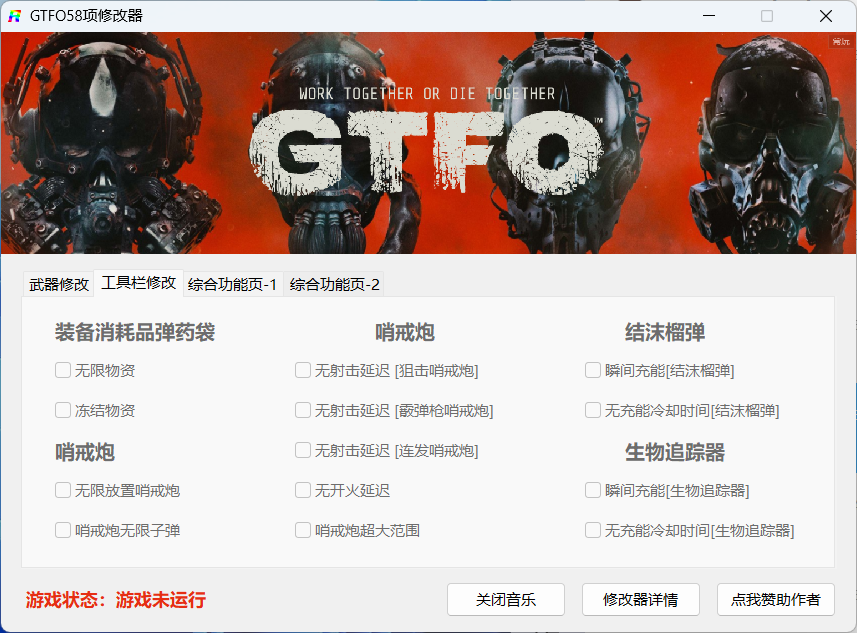 GTFO58项修改器
常玩
WORK TOGETHER OR DIE TOGETHER
GTFO™
武器修改 工具栏修改 综合功能页-1 综合功能页-2
装备消耗品弹药袋 哨戒炮 结沫榴弹
无限物资 无射击延迟 [狙击哨戒炮] 瞬间充能[结沫榴弹]
冻结物资 无射击延迟 [霰弹枪哨戒炮] 无充能冷却时间[结沫榴弹]
哨戒炮 无射击延迟 [连发哨戒炮] 生物追踪器
无限放置哨戒炮 无开火延迟 瞬间充能[生物追踪器]
哨戒炮无限子弹 哨戒炮超大范围 无充能冷却时间[生物追踪器]
游戏状态：游戏未运行 关闭音乐 修改器详情 点我赞助作者